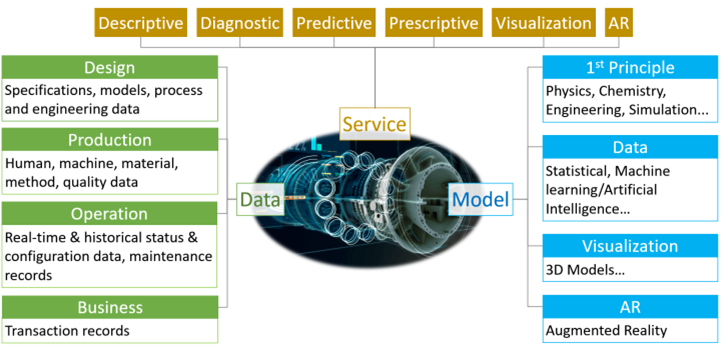 Descriptive
Diagnostic
Predictive
Prescriptive
Visualization
AR
Service
Data
Model
Design
Specifications, models, process
and engineering data
Production
Human, machine, material,
method, quality data
Operation
Real-time & historical status &
configuration data, maintenance
records
Business
Transaction records
1st Principle
Physics, Chemistry,
Engineering, Simulation...
Data
Statistical, Machine
learning/Artificial
Intelligence...
Visualization
3D Models...
AR
Augmented Reality